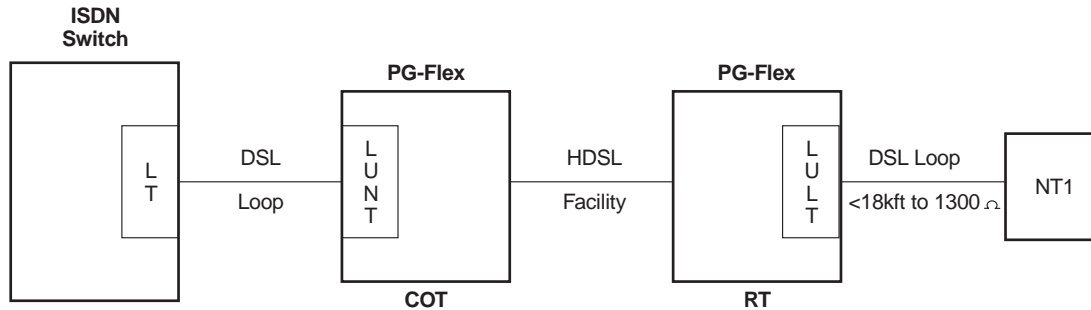 ISDN
Switch
PG-Flex
PG-Flex
L
T
DSL
Loop
L
U
N
T
HDSL
Facility
L
U
L
T
DSL Loop
<18kft to 1300 Ω
NT1
COT
RT